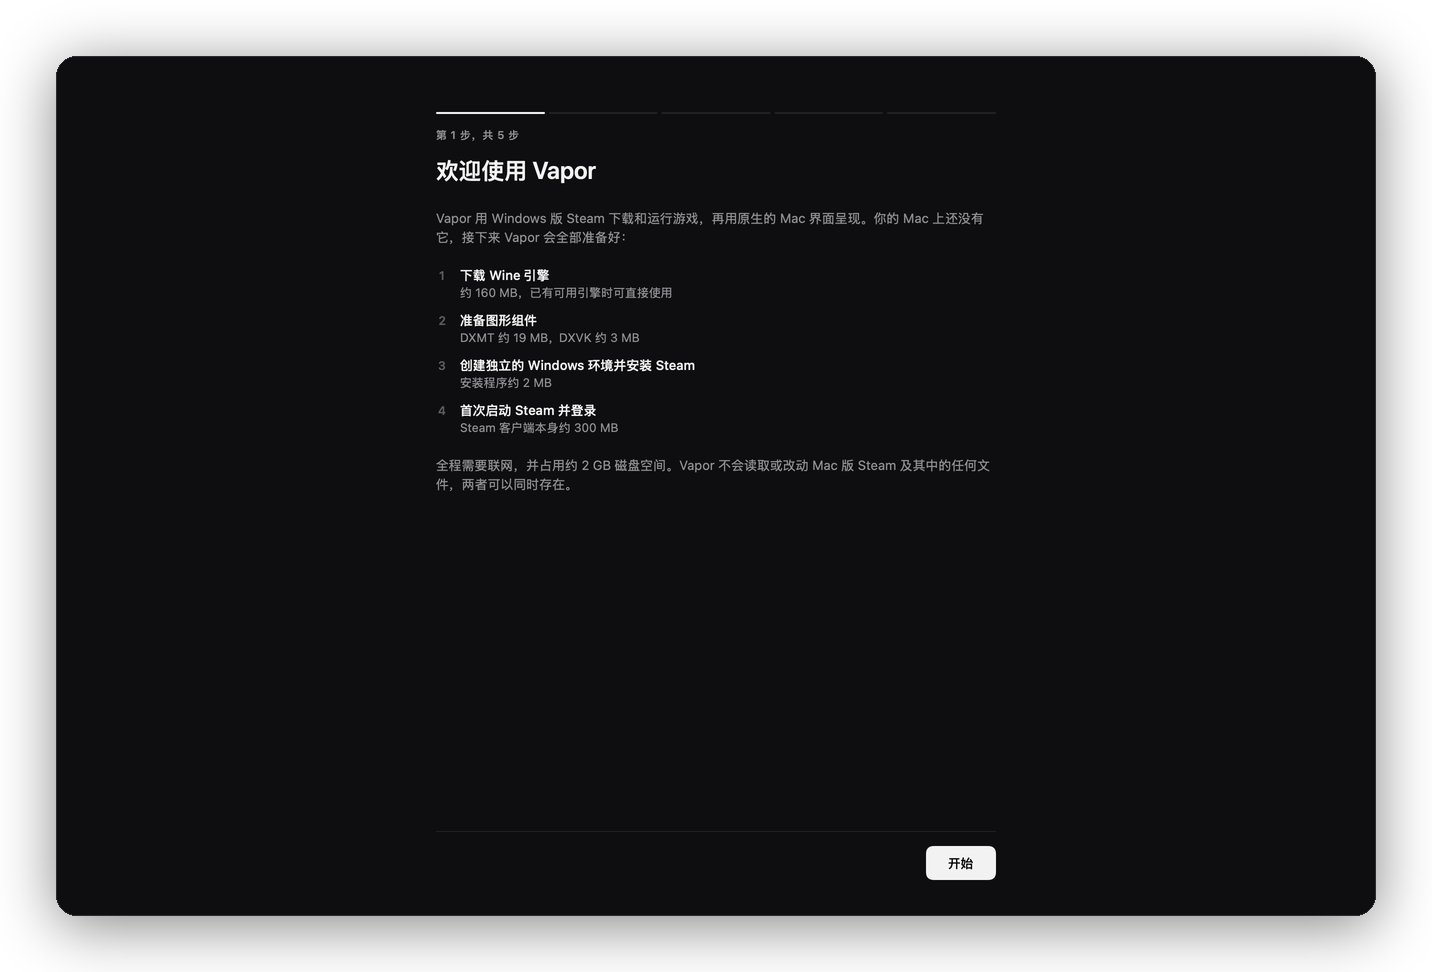 第 1 步，共 5 步
欢迎使用 Vapor
Vapor 用 Windows 版 Steam 下载和运行游戏，再用原生的 Mac 界面呈现。你的 Mac 上还没有
它，接下来 Vapor 会全部准备好：
1 下载 Wine 引擎
约 160 MB，已有可用引擎时可直接使用
2 准备图形组件
DXMT 约 19 MB，DXVK 约 3 MB
3 创建独立的 Windows 环境并安装 Steam
安装程序约 2 MB
4 首次启动 Steam 并登录
Steam 客户端本身约 300 MB
全程需要联网，并占用约 2 GB 磁盘空间。Vapor 不会读取或改动 Mac 版 Steam 及其中的任何文
件，两者可以同时存在。
开始